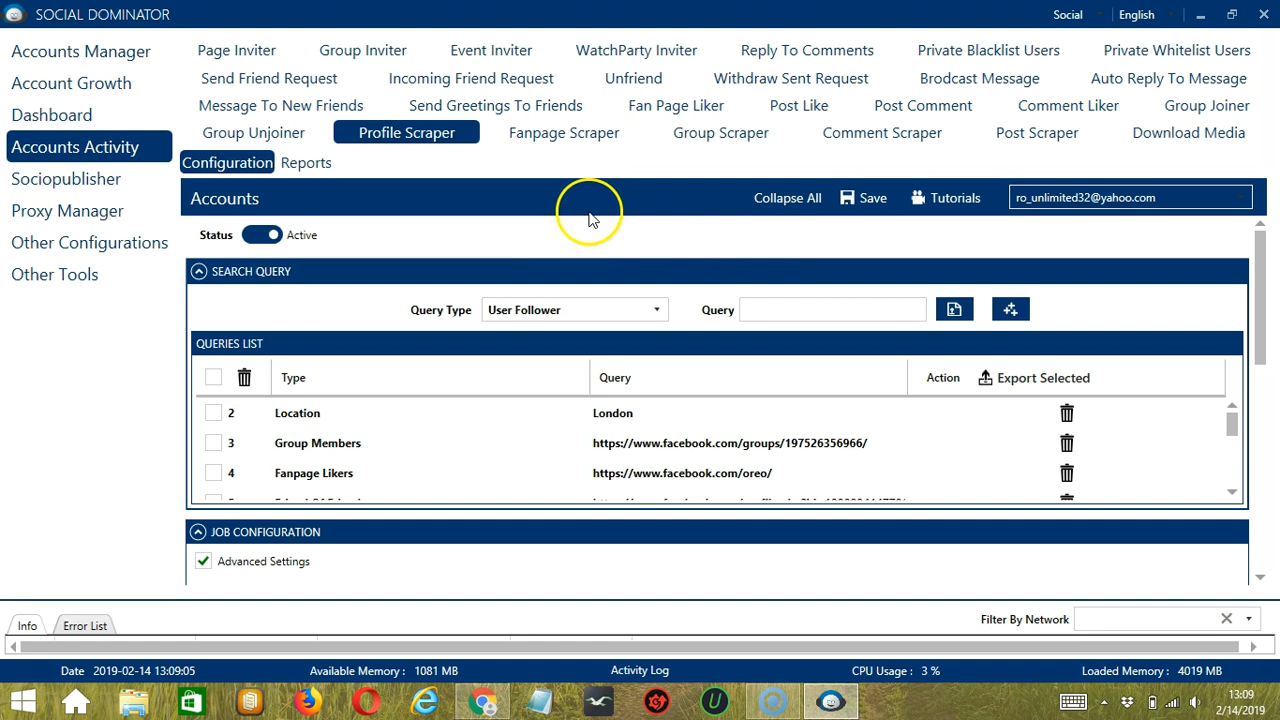 SOCIAL DOMINATOR
Social
English
Accounts Manager
Account Growth
Dashboard
Accounts Activity
Sociopublisher
Proxy Manager
Other Configurations
Other Tools
Page Inviter Group Inviter Event Inviter WatchParty Inviter Reply To Comments Private Blacklist Users Private Whitelist Users
Send Friend Request Incoming Friend Request Unfriend Withdraw Sent Request Brodcast Message Auto Reply To Message
Message To New Friends Send Greetings To Friends Fan Page Liker Post Like Post Comment Comment Liker Group Joiner
Group Unjoiner Profile Scraper Fanpage Scraper Group Scraper Comment Scraper Post Scraper Download Media
Configuration Reports
Accounts Collapse All Save Tutorials ro_unlimited32@yahoo.com
Status Active
SEARCH QUERY
Query Type User Follower Query
QUERIES LIST
Type Query Action Export Selected
2 Location London
3 Group Members https://www.facebook.com/groups/197526356966/
4 Fanpage Likers https://www.facebook.com/oreo/
JOB CONFIGURATION
Advanced Settings
Info Error List Filter By Network
Date 2019-02-14 13:09:05 Available Memory : 1081 MB Activity Log CPU Usage : 3 % Loaded Memory : 4019 MB
13:09
2/14/2019